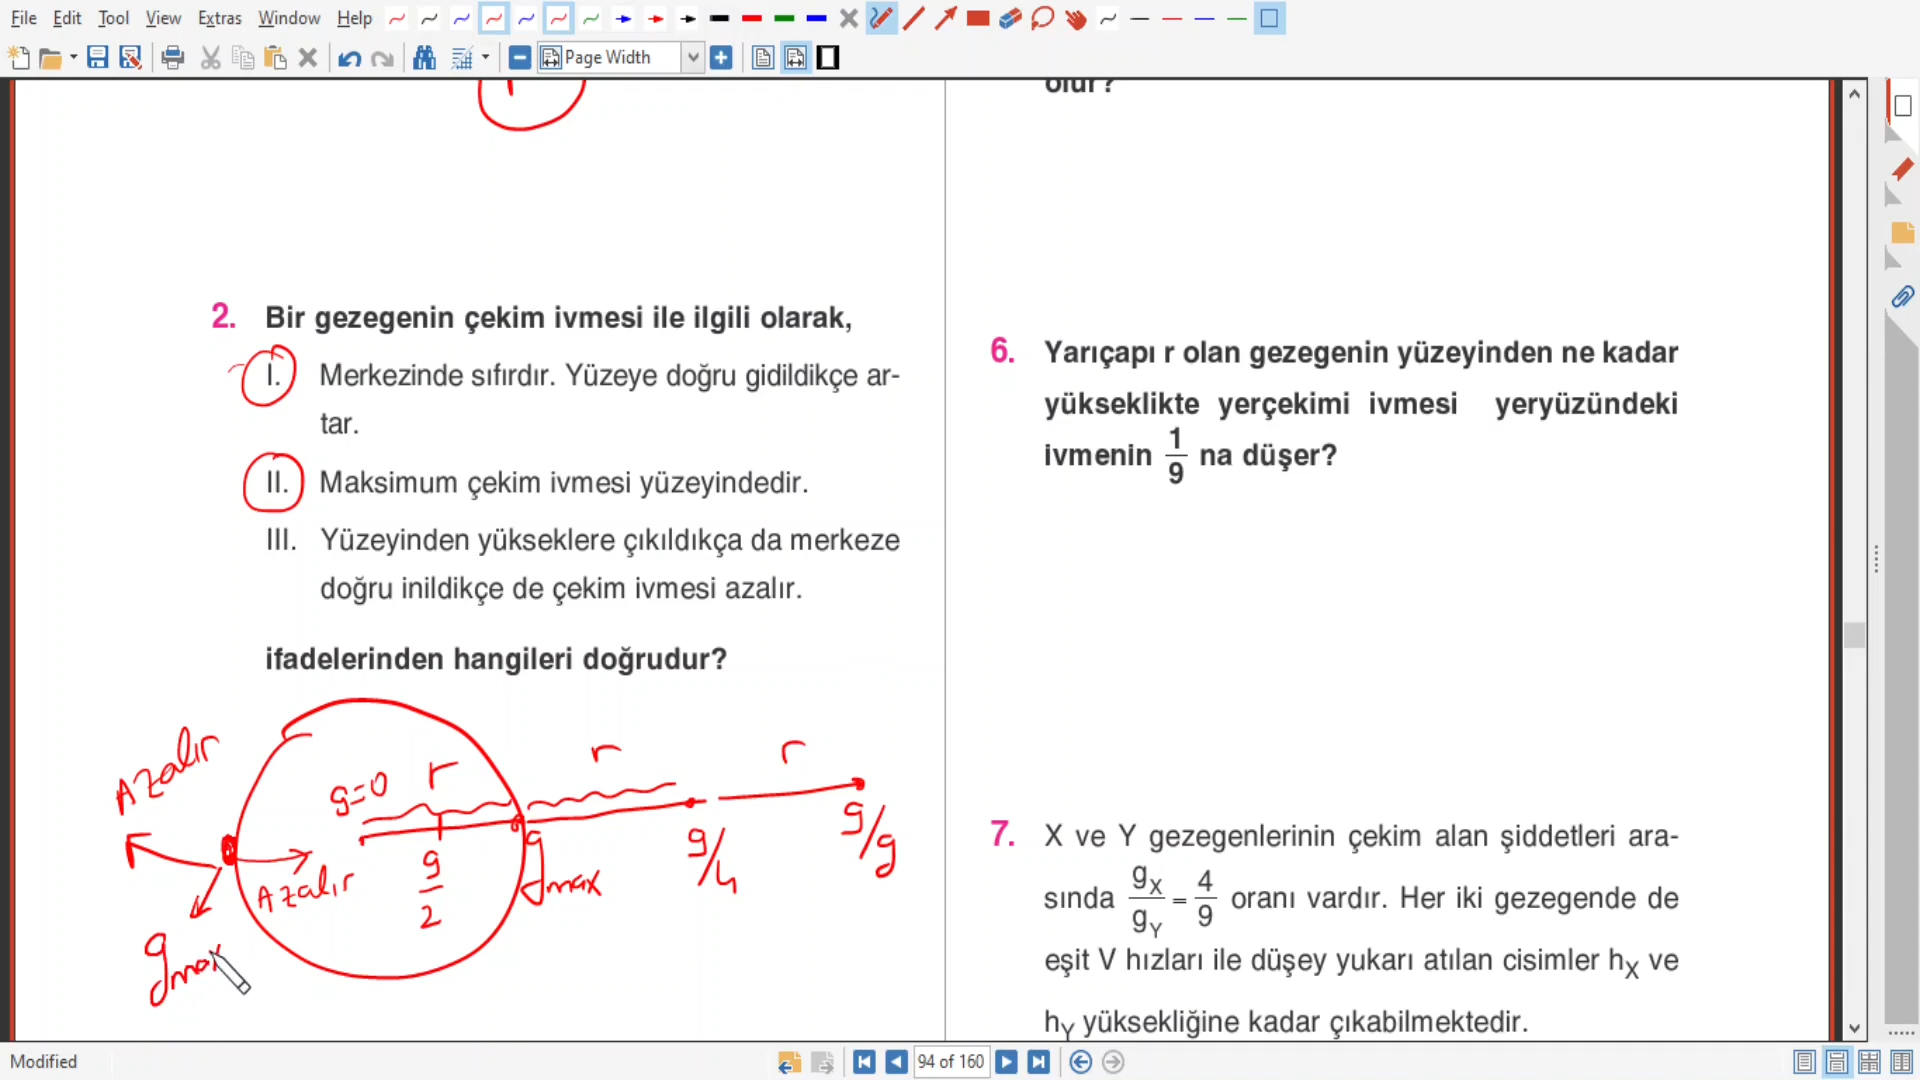 File Edit Tool View Extras Window Help
Page Width
olur?
2. Bir gezegenin çekim ivmesi ile ilgili olarak,
I. Merkezinde sıfırdır. Yüzeye doğru gidildikçe ar-
tar.
II. Maksimum çekim ivmesi yüzeyindedir.
III. Yüzeyinden yükseklere çıkıldıkça da merkeze
doğru inildikçe de çekim ivmesi azalır.
ifadelerinden hangileri doğrudur?
Azalır
g=0
r
r
r
g/2
gmax
g/4
g/9
Azalır
gmax
6. Yarıçapı r olan gezegenin yüzeyinden ne kadar
yükseklikte yerçekimi ivmesi yeryüzündeki
ivmenin 1/9 na düşer?
7. X ve Y gezegenlerinin çekim alan şiddetleri ara-
sında gX/gY = 4/9 oranı vardır. Her iki gezegende de
eşit V hızları ile düşey yukarı atılan cisimler hX ve
hY yüksekliğine kadar çıkabilmektedir.
Modified
94 of 160